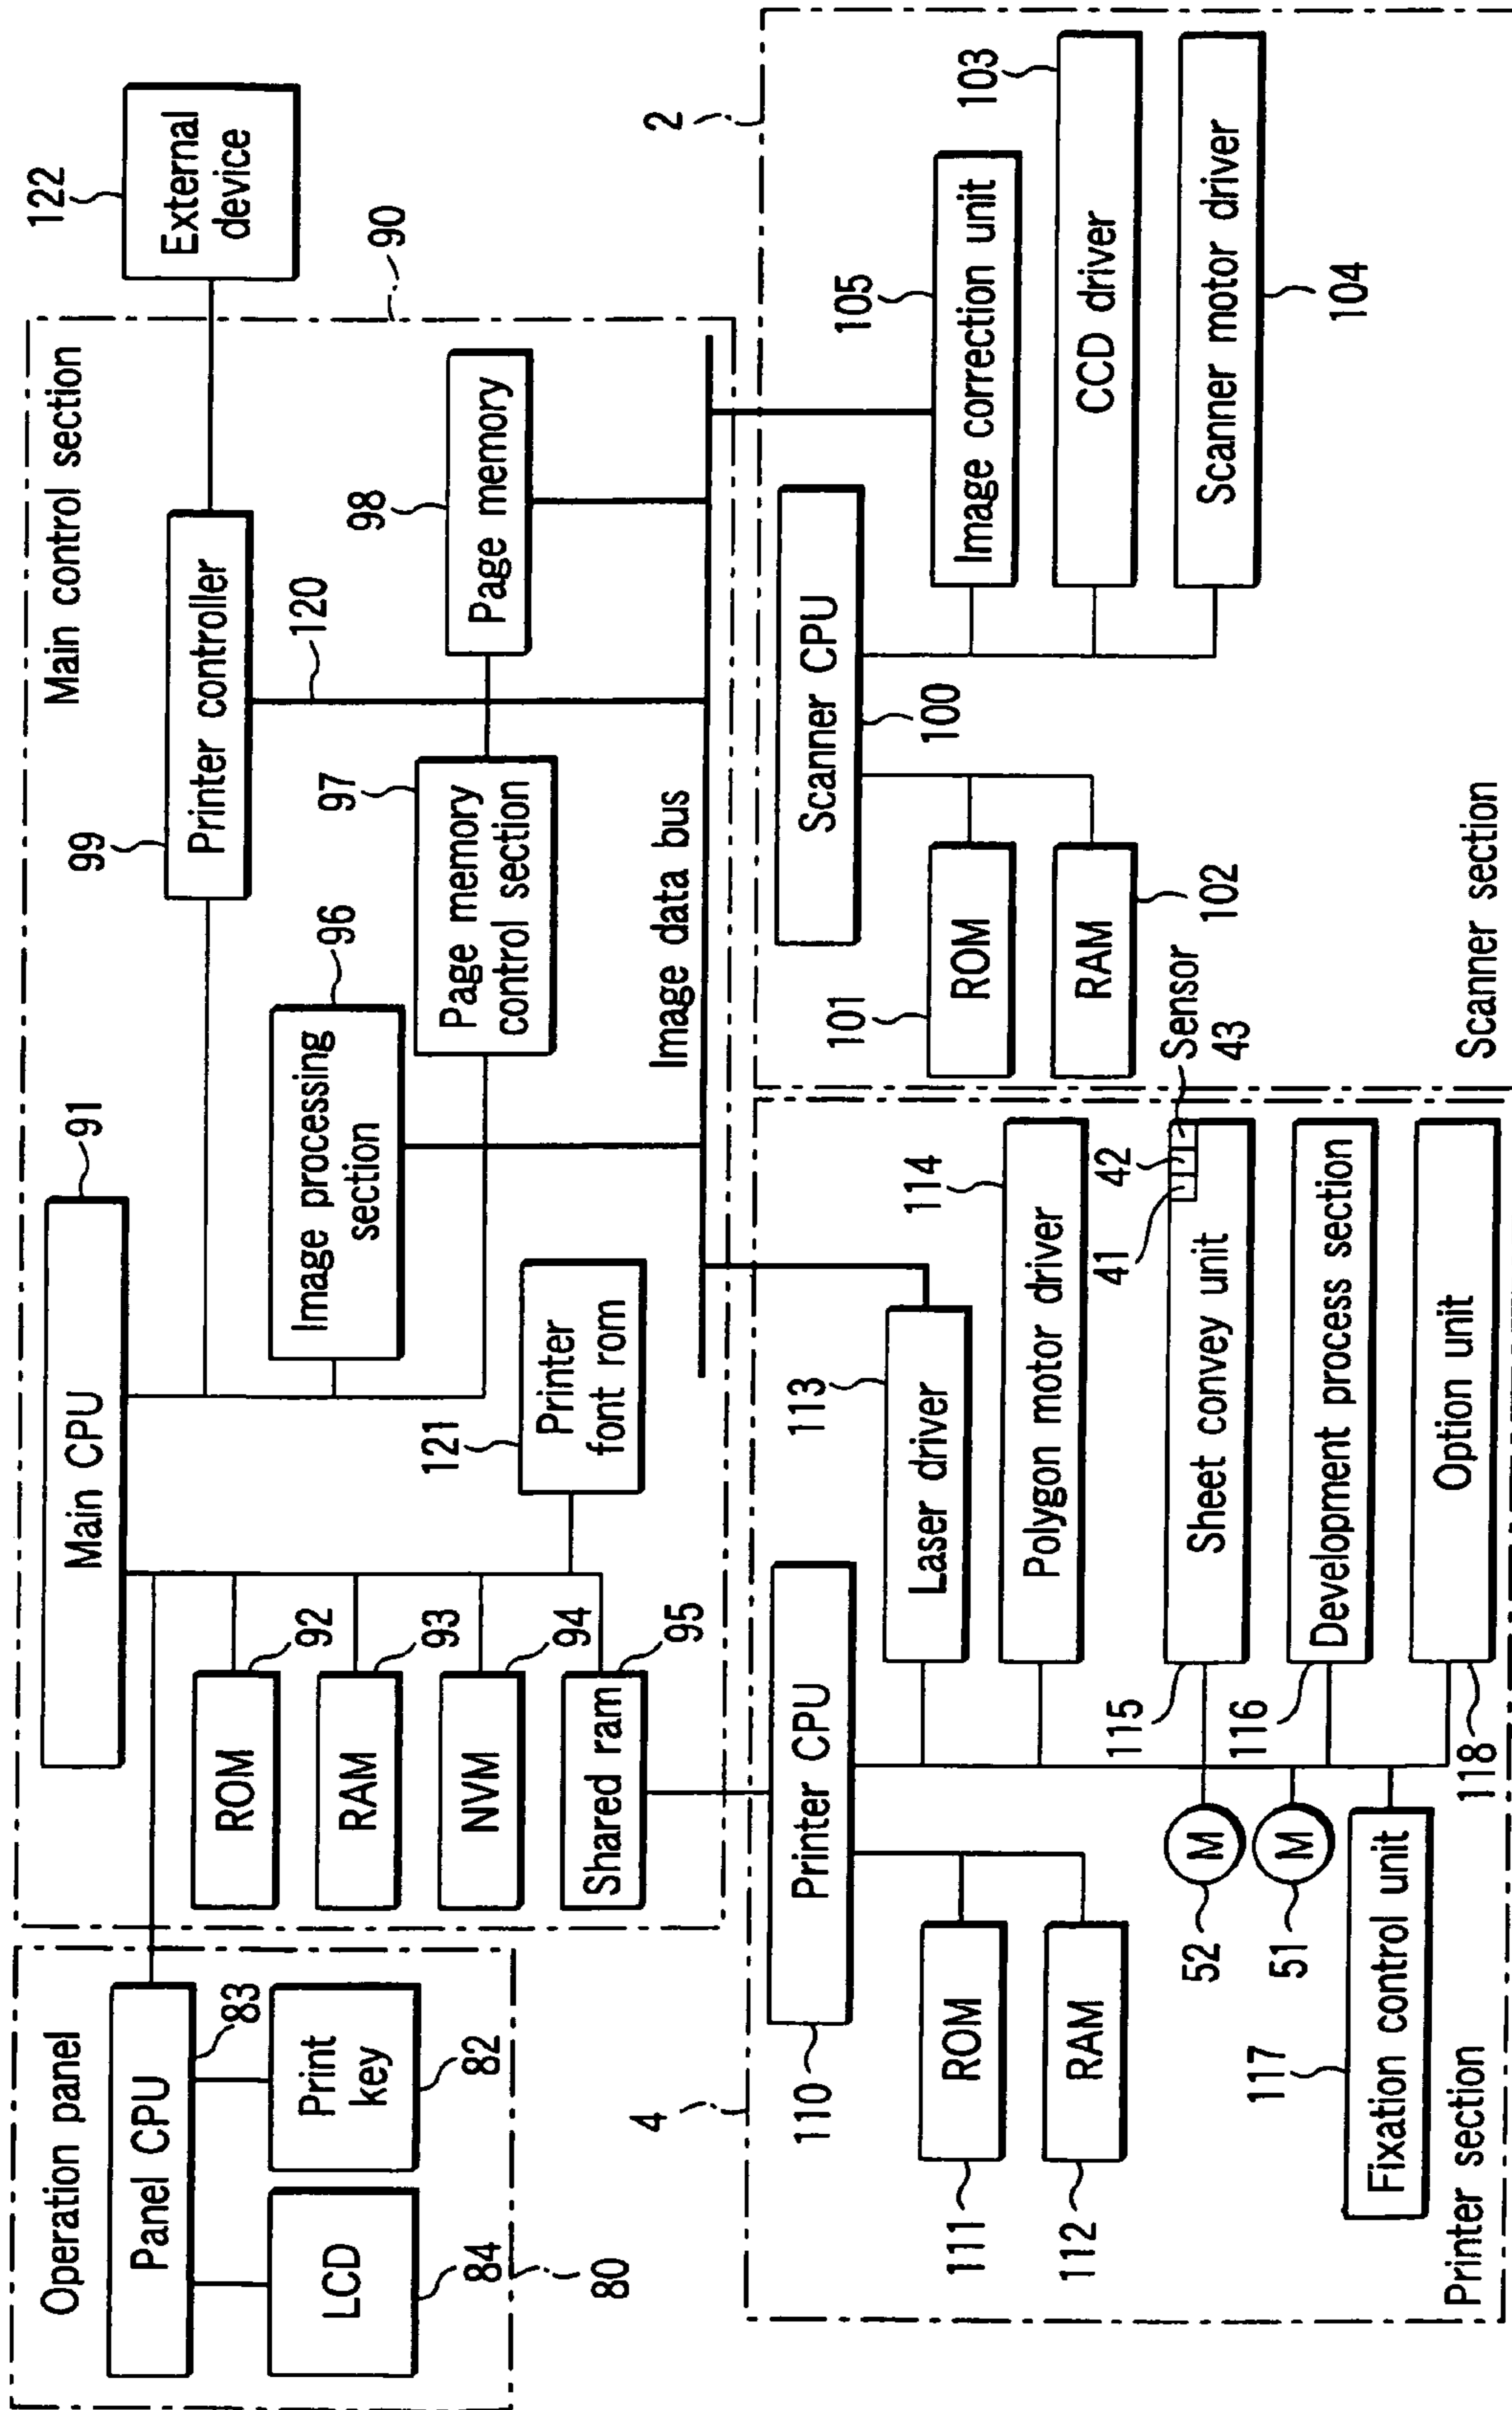 Operation panel
Panel CPU
83
LCD
84
Print
key
82
80
Main control section
90
Main CPU
91
ROM
92
RAM
93
NVM
94
Shared ram
95
Printer
font rom
121
Image processing
section
96
Page memory
control section
97
Page memory
98
Printer controller
99
120
Image data bus
External
device
122
4
Printer CPU
110
ROM
111
RAM
112
Laser driver
113
Polygon motor driver
114
Sheet convey unit
115
41
42
Sensor
43
Development process section
116
Option unit
118
M
52
M
51
Fixation control unit
117
Printer section
2
Scanner CPU
100
ROM
101
RAM
102
Image correction unit
105
CCD driver
103
Scanner motor driver
104
Scanner section